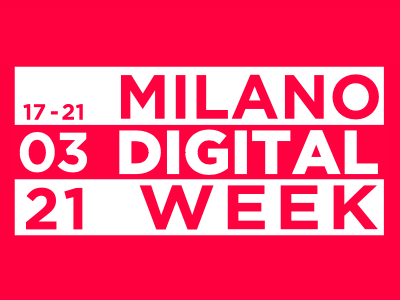 17 - 21 MILANO
03 DIGITAL
21 WEEK